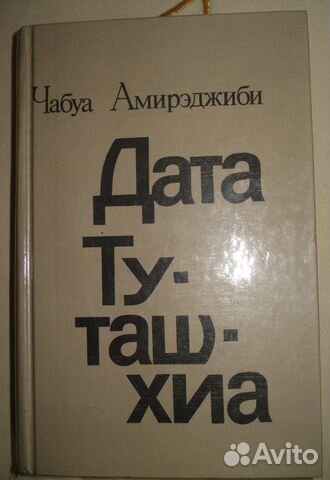 Чабуа Амирэджиби
Дата
Ту-
таш-
хиа
Avito